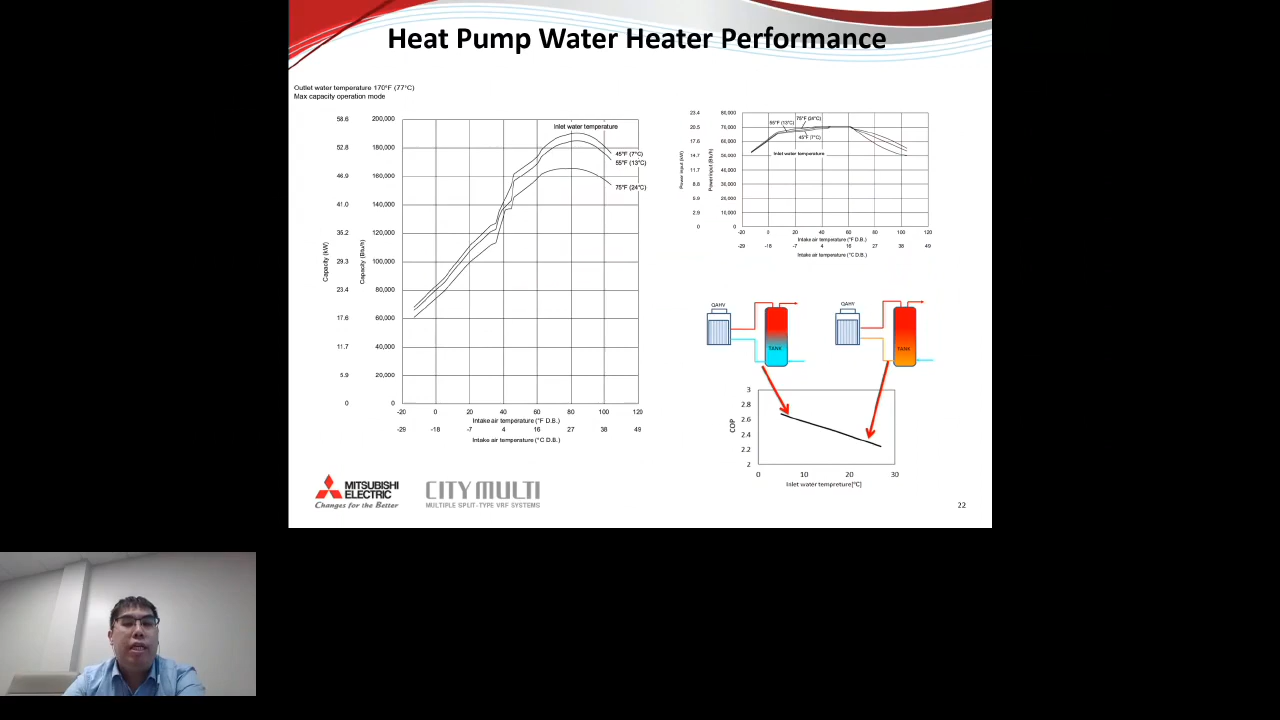 Heat Pump Water Heater Performance
Outlet water temperature 170°F (77°C)
Max capacity operation mode
58.6 200,000
52.8 180,000
46.9 160,000
41.0 140,000
35.2 120,000
29.3 100,000
23.4 80,000
17.6 60,000
11.7 40,000
5.9 20,000
0 0
Capacity (kW)
Capacity (Btu/h)
Inlet water temperature
45°F (7°C)
55°F (13°C)
75°F (24°C)
-20 0 20 40 60 80 100 120
Intake air temperature (°F D.B.)
-29 -18 -7 4 16 27 38 49
Intake air temperature (°C D.B.)
23.4 80,000
20.5 70,000
17.6 60,000
14.7 50,000
11.7 40,000
8.8 30,000
5.9 20,000
2.9 10,000
0 0
Power input (kW)
Power input (Btu/h)
75°F (24°C)
55°F (13°C)
45°F (7°C)
Inlet water temperature
-20 0 20 40 60 80 100 120
Intake air temperature (°F D.B.)
-29 -18 -7 4 16 27 38 49
Intake air temperature (°C D.B.)
QAHV
TANK
QAHV
TANK
3
2.8
2.6
2.4
2.2
2
COP
0 10 20 30
Inlet water tempreture[°C]
MITSUBISHI
ELECTRIC
Changes for the Better
CITY MULTI
MULTIPLE SPLIT-TYPE VRF SYSTEMS
22